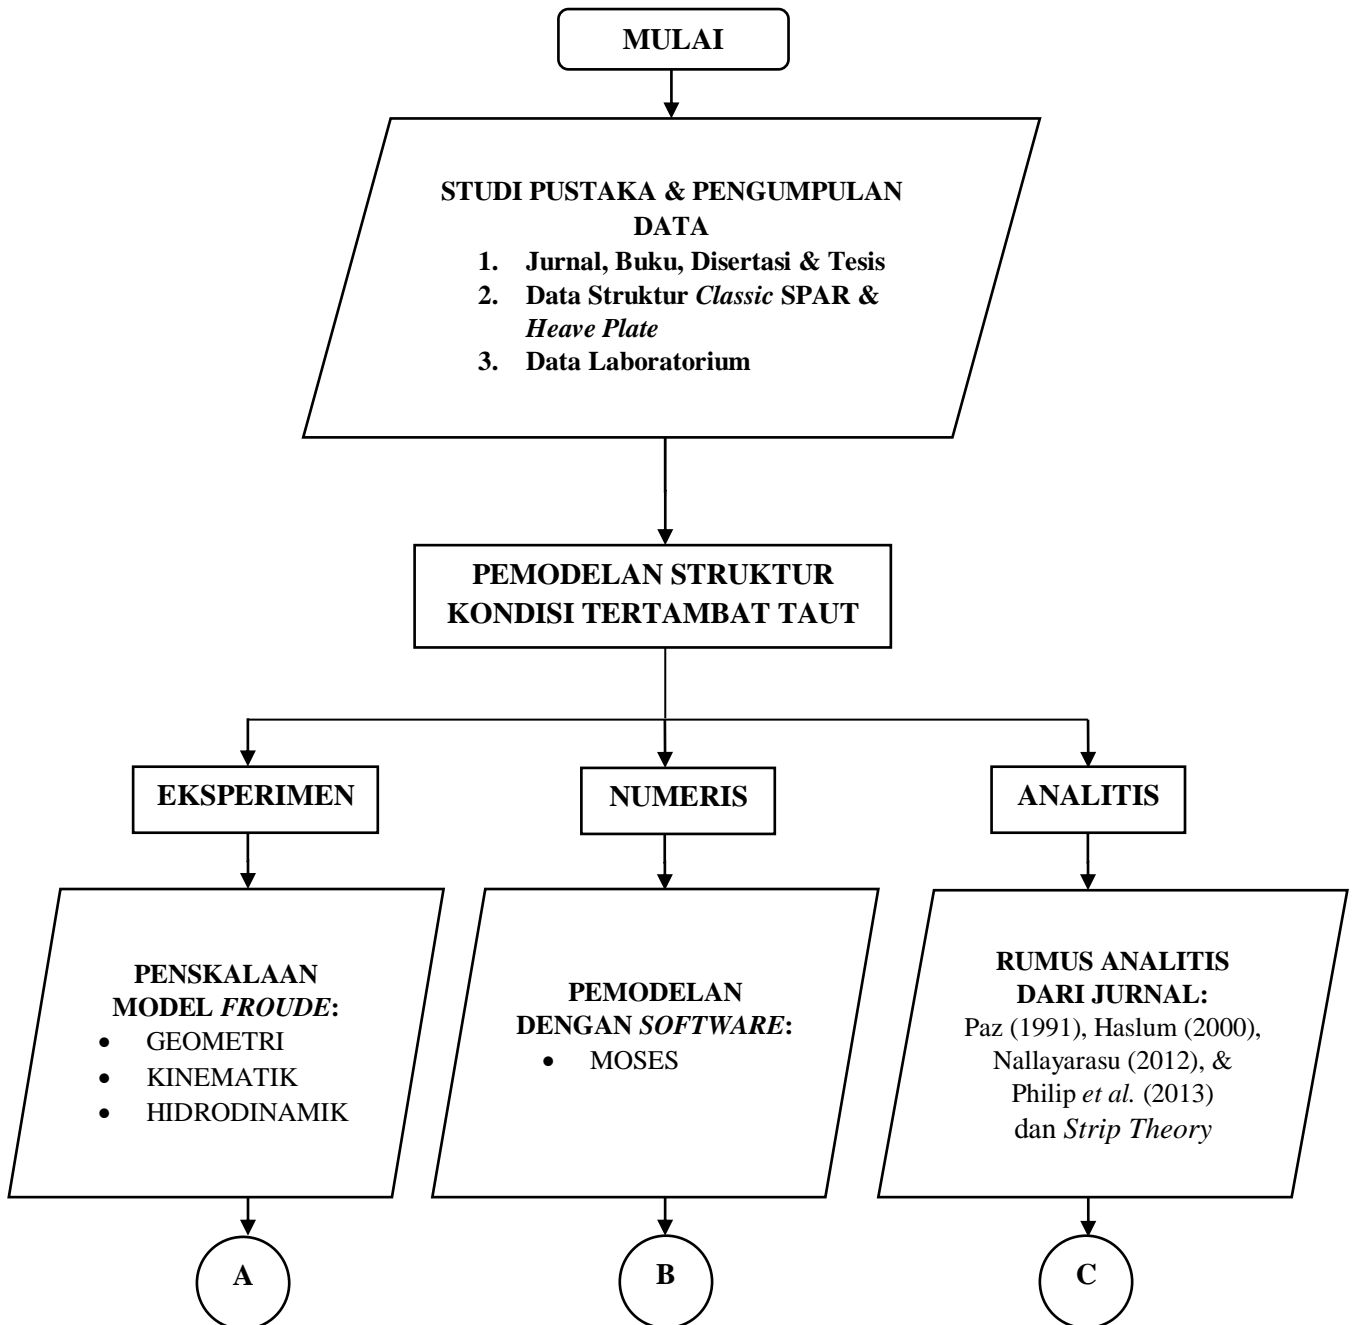 MULAI
STUDI PUSTAKA & PENGUMPULAN
DATA
1. Jurnal, Buku, Disertasi & Tesis
2. Data Struktur Classic SPAR &
Heave Plate
3. Data Laboratorium
PEMODELAN STRUKTUR
KONDISI TERTAMBAT TAUT
EKSPERIMEN
NUMERIS
ANALITIS
PENSKALAAN
MODEL FROUDE:
• GEOMETRI
• KINEMATIK
• HIDRODINAMIK
PEMODELAN
DENGAN SOFTWARE:
• MOSES
RUMUS ANALITIS
DARI JURNAL:
Paz (1991), Haslum (2000),
Nallayarasu (2012), &
Philip et al. (2013)
dan Strip Theory
A
B
C